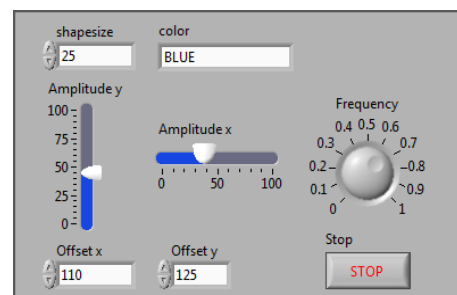 shapesize
25
color
BLUE
Amplitude y
100
75
50
25
0
Amplitude x
0 50 100
Frequency
0 0.1 0.2 0.3 0.4 0.5 0.6 0.7 0.8 0.9 1
Offset x
110
Offset y
125
Stop
STOP